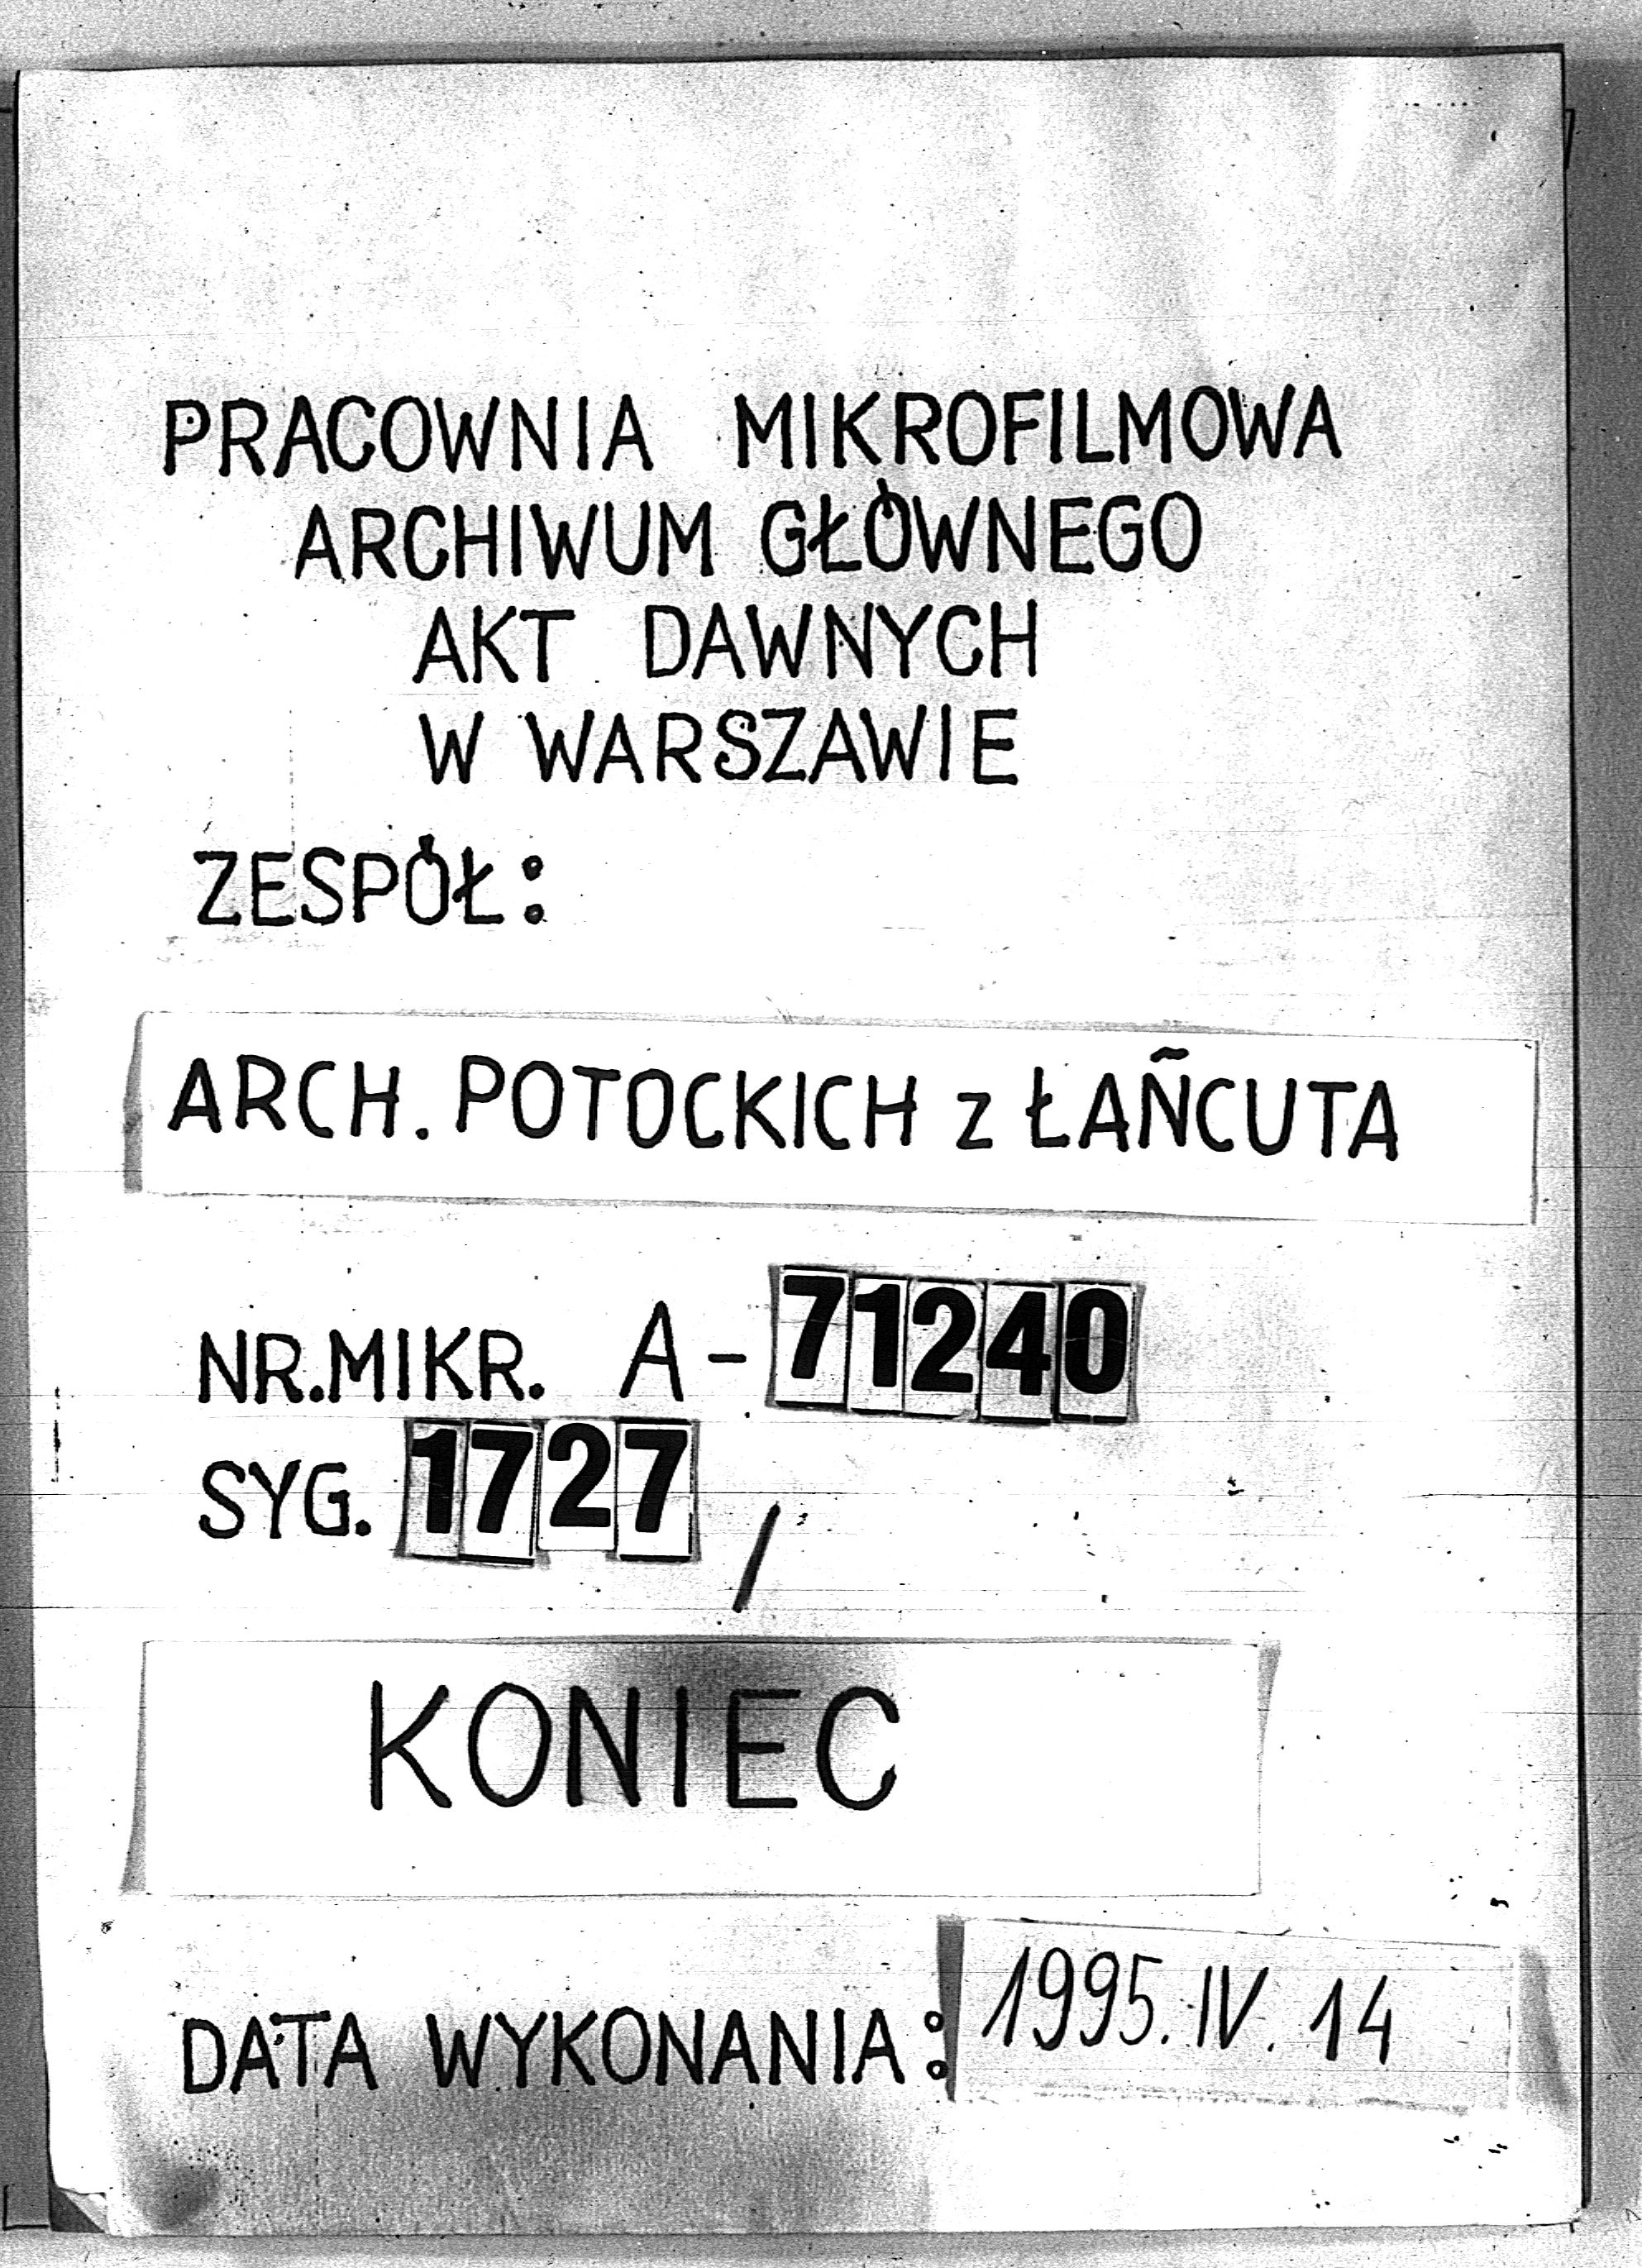 PRACOWNIA MIKROFILMOWA
ARCHIWUM GŁÓWNEGO
AKT DAWNYCH
W WARSZAWIE
ZESPÓŁ:
ARCH. POTOCKICH z ŁAÑCUTA
NR.MIKR. A-71240
SYG. 1727 /
KONIEC
DATA WYKONANIA: 1995.IV.14